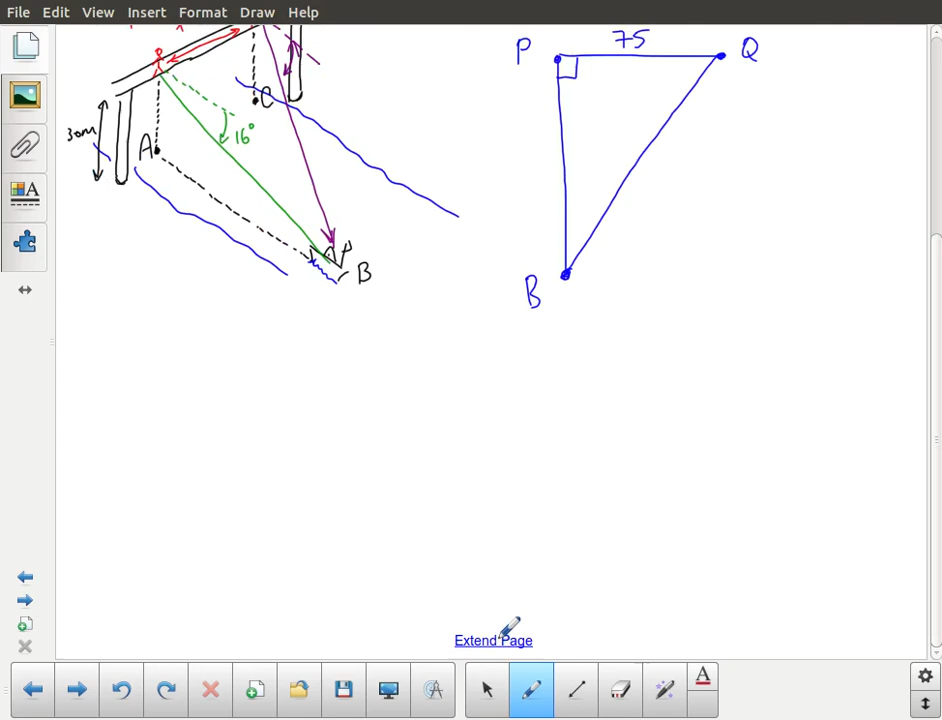 File Edit View Insert Format Draw Help
P 75 Q
30m
A
C
16°
P
B
B
Extend Page
A